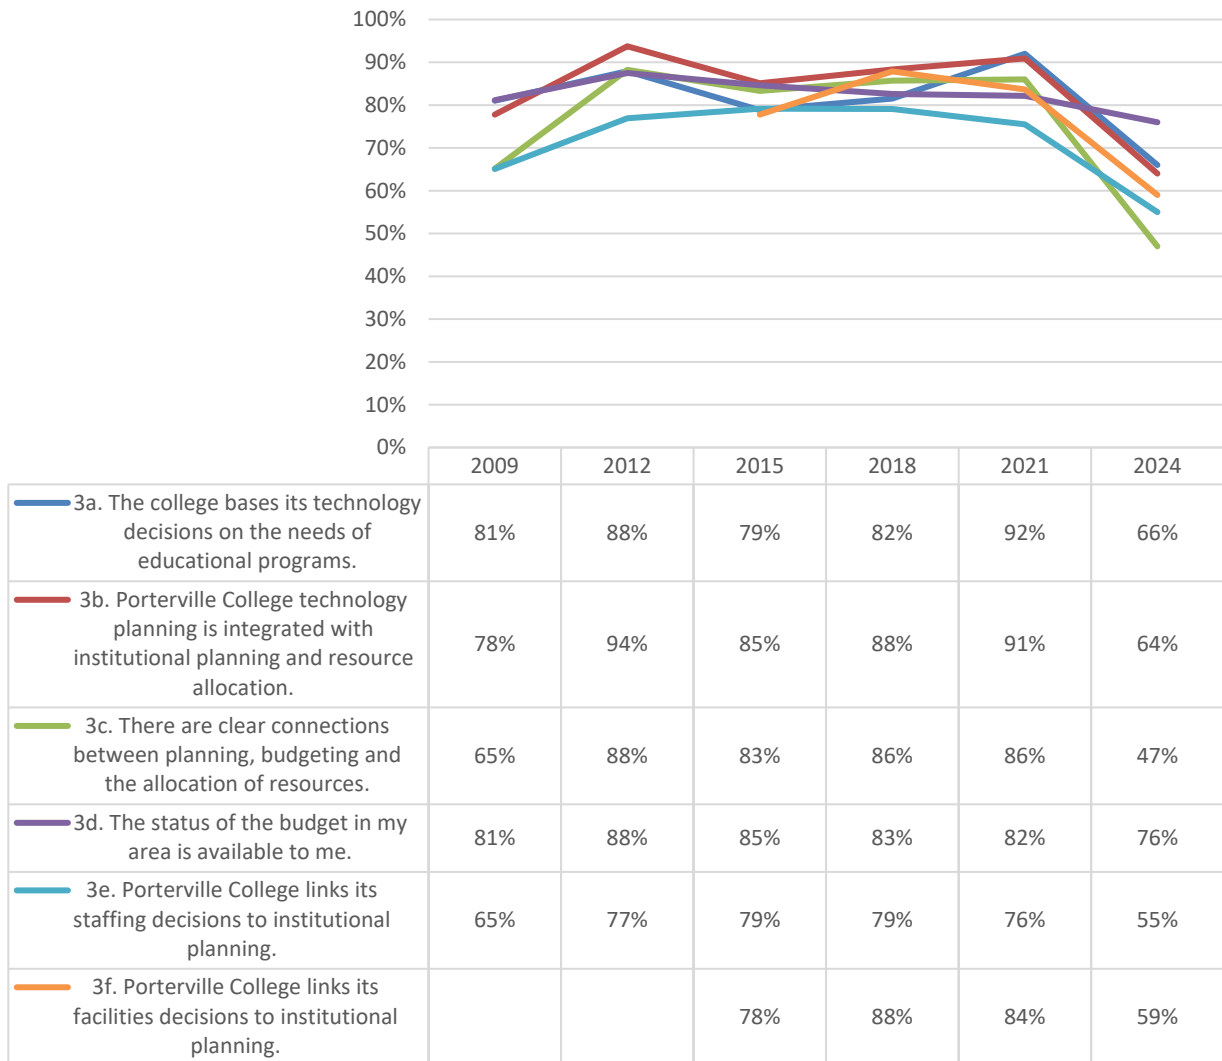 100%
90%
80%
70%
60%
50%
40%
30%
20%
10%
0%
2009 2012 2015 2018 2021 2024
3a. The college bases its technology
decisions on the needs of
educational programs.
81% 88% 79% 82% 92% 66%
3b. Porterville College technology
planning is integrated with
institutional planning and resource
allocation.
78% 94% 85% 88% 91% 64%
3c. There are clear connections
between planning, budgeting and
the allocation of resources.
65% 88% 83% 86% 86% 47%
3d. The status of the budget in my
area is available to me.
81% 88% 85% 83% 82% 76%
3e. Porterville College links its
staffing decisions to institutional
planning.
65% 77% 79% 79% 76% 55%
3f. Porterville College links its
facilities decisions to institutional
planning.
78% 88% 84% 59%